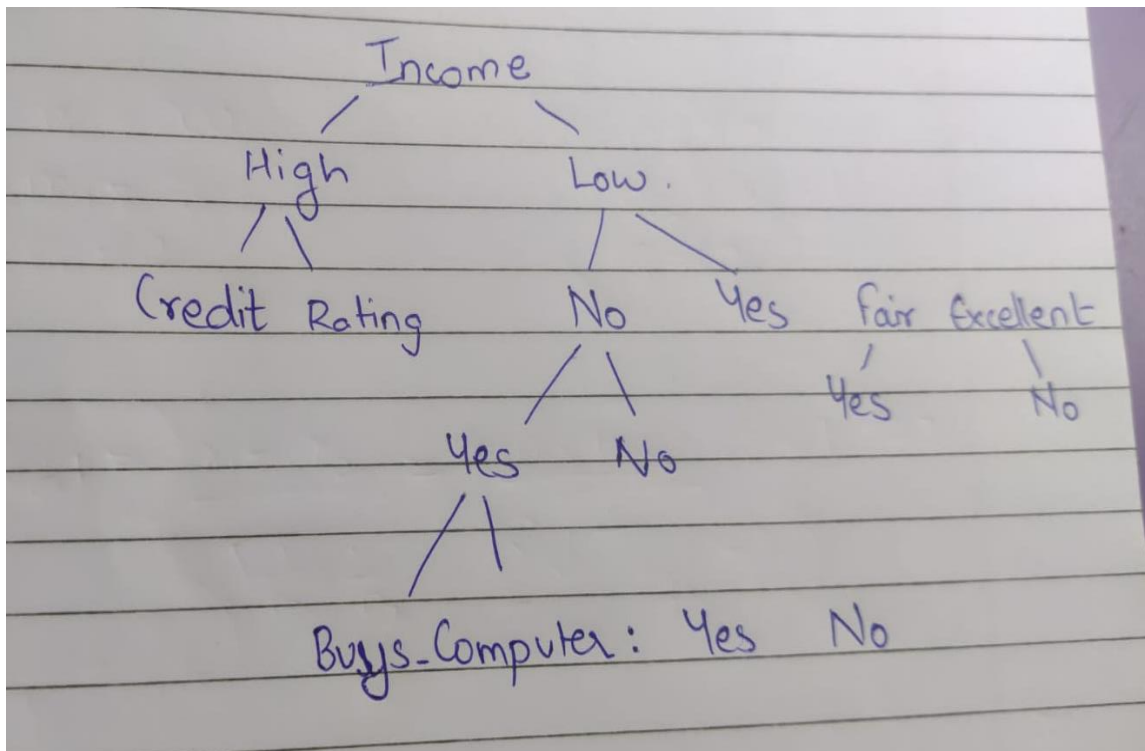 Income
High Low.
Credit Rating No Yes Fair Excellent
Yes No
Yes No
Buys_Computer: Yes No